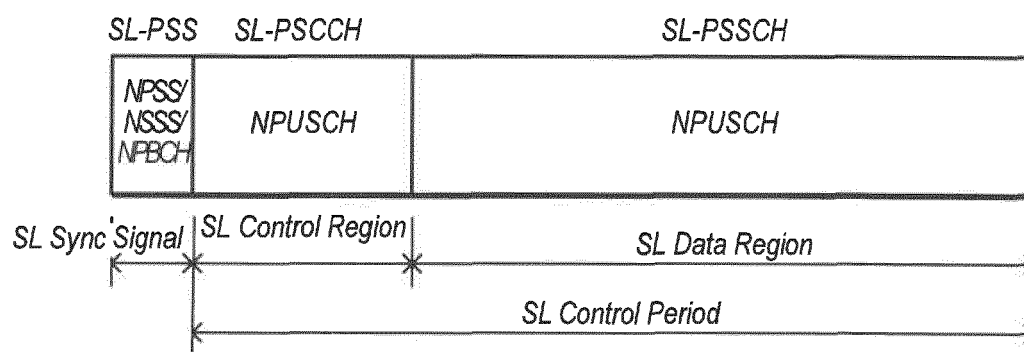 SL-PSS SL-PSCCH SL-PSSCH
NPSS/
NSSS/
NPBCH
NPUSCH NPUSCH
SL Sync Signal SL Control Region SL Data Region
SL Control Period